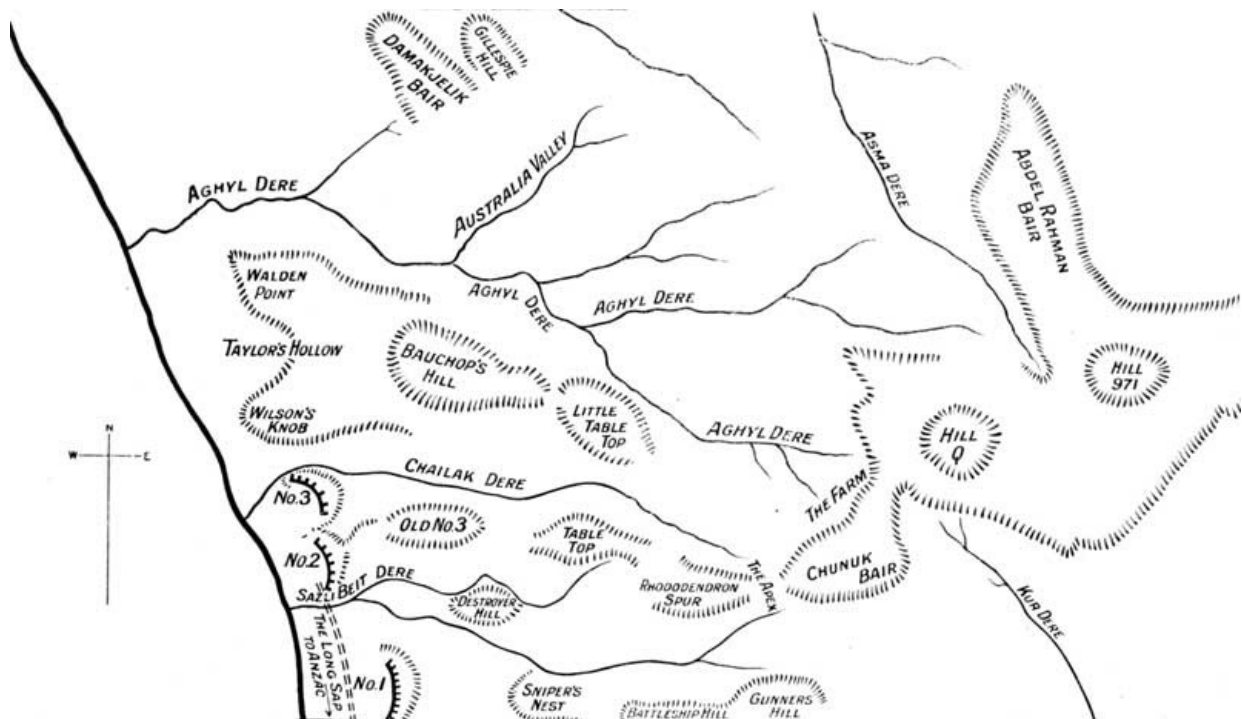 GILLESPIE
HILL
DAMAKJELIK
BAIR
AGHYL DERE
AUSTRALIA VALLEY
ASMA DERE
ABDEL RAHMAN
BAIR
WALDEN
POINT
AGHYL
DERE
AGHYL DERE
TAYLOR'S HOLLOW
BAUCHOP'S
HILL
HILL
971
WILSON'S
KNOB
LITTLE
TABLE
TOP
AGHYL DERE
HILL
Q
N
W
E
CHAILAK DERE
THE FARM
No.3
OLD No.3
TABLE
TOP
No.2
THE APEX
CHUNUK
BAIR
SAZLI BEIT DERE
DESTROYER
HILL
RHODODENDRON
SPUR
KUR DERE
THE LONG SAP
TO ANZAC
No.1
SNIPER'S
NEST
BATTLESHIP HILL
GUNNERS
HILL